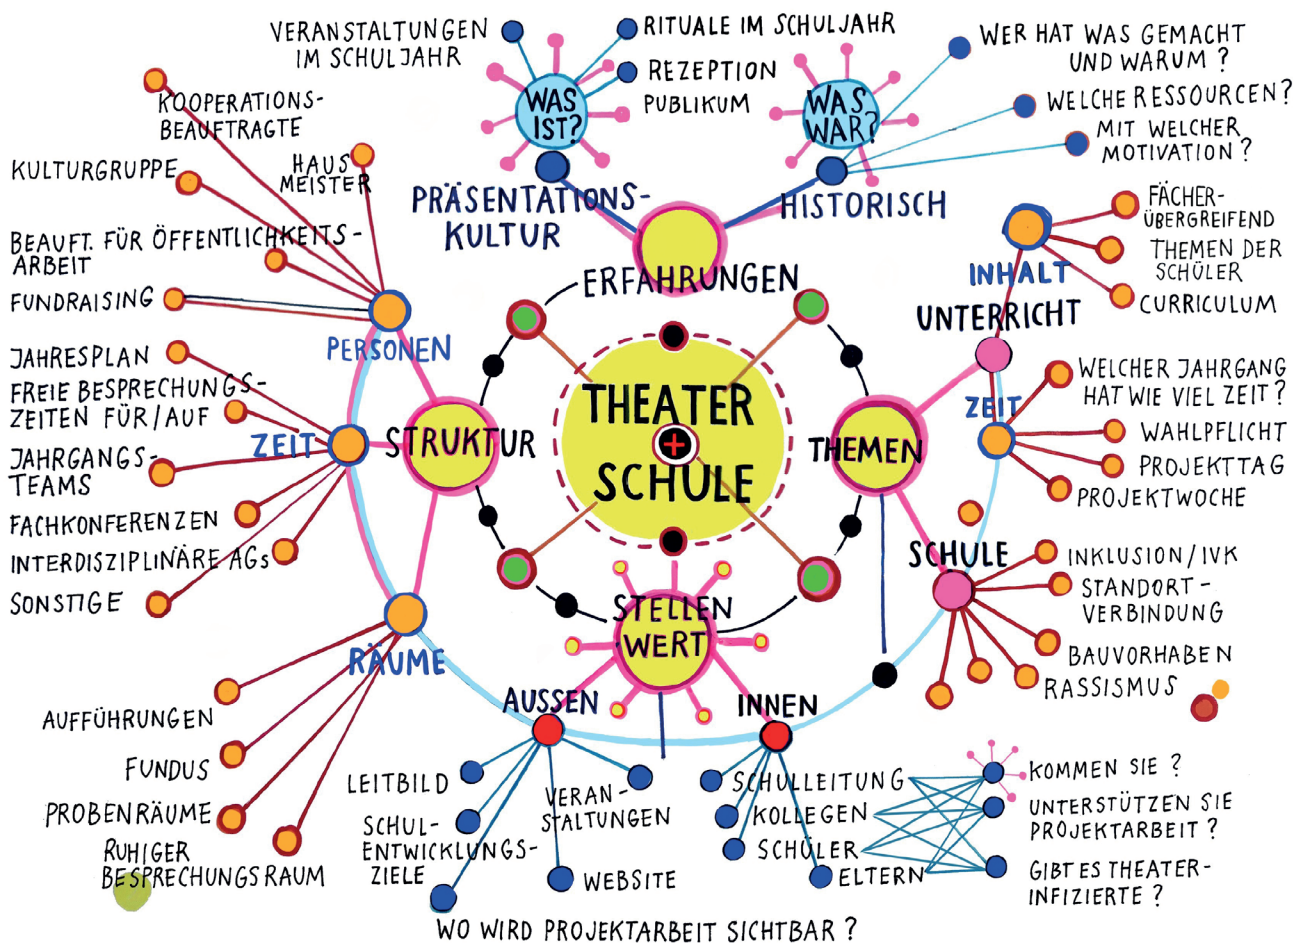 VERANSTALTUNGEN
IM SCHULJAHR
RITUALE IM SCHULJAHR
REZEPTION
PUBLIKUM
WAS
IST?
PRÄSENTATIONS-
KULTUR
WAS
WAR?
HISTORISCH
WER HAT WAS GEMACHT
UND WARUM?
WELCHE RESSOURCEN?
MIT WELCHER
MOTIVATION?
ERFAHRUNGEN
KOOPERATIONS-
BEAUFTRAGTE
HAUS
MEISTER
KULTURGRUPPE
BEAUFT. FÜR ÖFFENTLICHKEITS-
ARBEIT
FUNDRAISING
PERSONEN
JAHRESPLAN
FREIE BESPRECHUNGS-
ZEITEN FÜR/AUF
ZEIT
JAHRGANGS-
TEAMS
FACHKONFERENZEN
INTERDISZIPLINÄRE AGs
SONSTIGE
STRUKTUR
RÄUME
AUFFÜHRUNGEN
FUNDUS
PROBENRÄUME
RUHIGER
BESPRECHUNGSRAUM
THEATER
+
SCHULE
THEMEN
UNTERRICHT
INHALT
FÄCHER-
ÜBERGREIFEND
THEMEN DER
SCHÜLER
CURRICULUM
ZEIT
WELCHER JAHRGANG
HAT WIE VIEL ZEIT?
WAHLPFLICHT
PROJEKTTAG
PROJEKTWOCHE
SCHULE
INKLUSION/IVK
STANDORT-
VERBINDUNG
BAUVORHABEN
RASSISMUS
STELLEN
WERT
AUSSEN
LEITBILD
SCHUL-
ENTWICKLUNGS-
ZIELE
VERAN-
STALTUNGEN
WEBSITE
WO WIRD PROJEKTARBEIT SICHTBAR?
INNEN
SCHULLEITUNG
KOLLEGEN
SCHÜLER
ELTERN
KOMMEN SIE?
UNTERSTÜTZEN SIE
PROJEKTARBEIT?
GIBT ES THEATER-
INFIZIERTE?